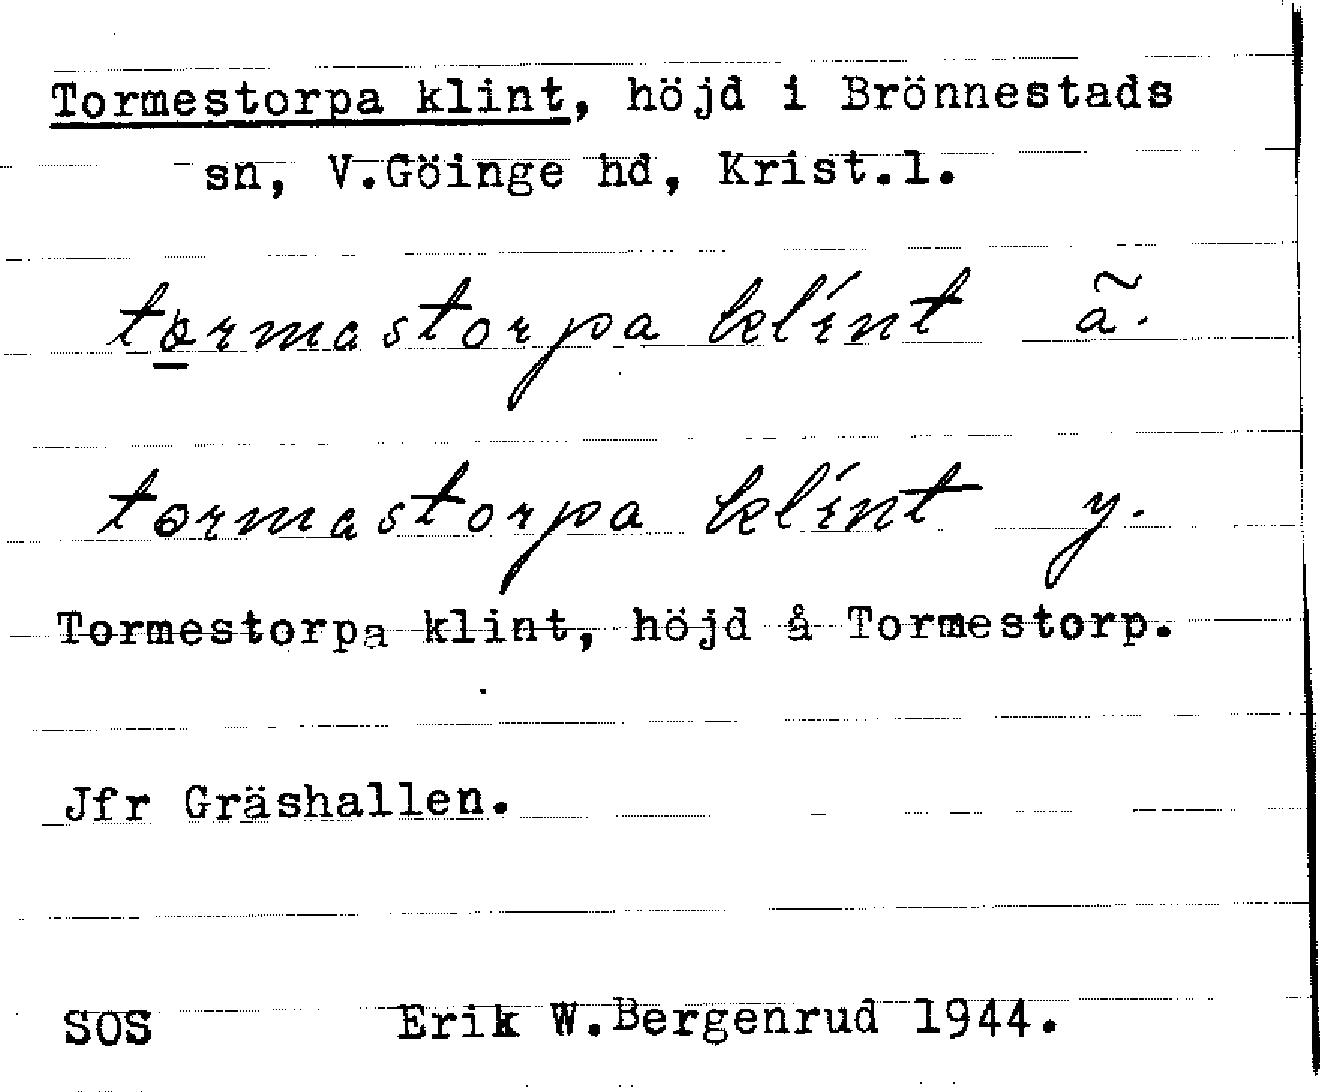 Tormestorpa klint, höjd i Brönnestads
sn, V.Göinge hd, Krist.l.
tormastorpa klint ã.
tormastorpa klint y.
Tormestorpa klint, höjd å Tormestorp.
Jfr Gräshallen.
SOS Erik W.Bergenrud 1944.